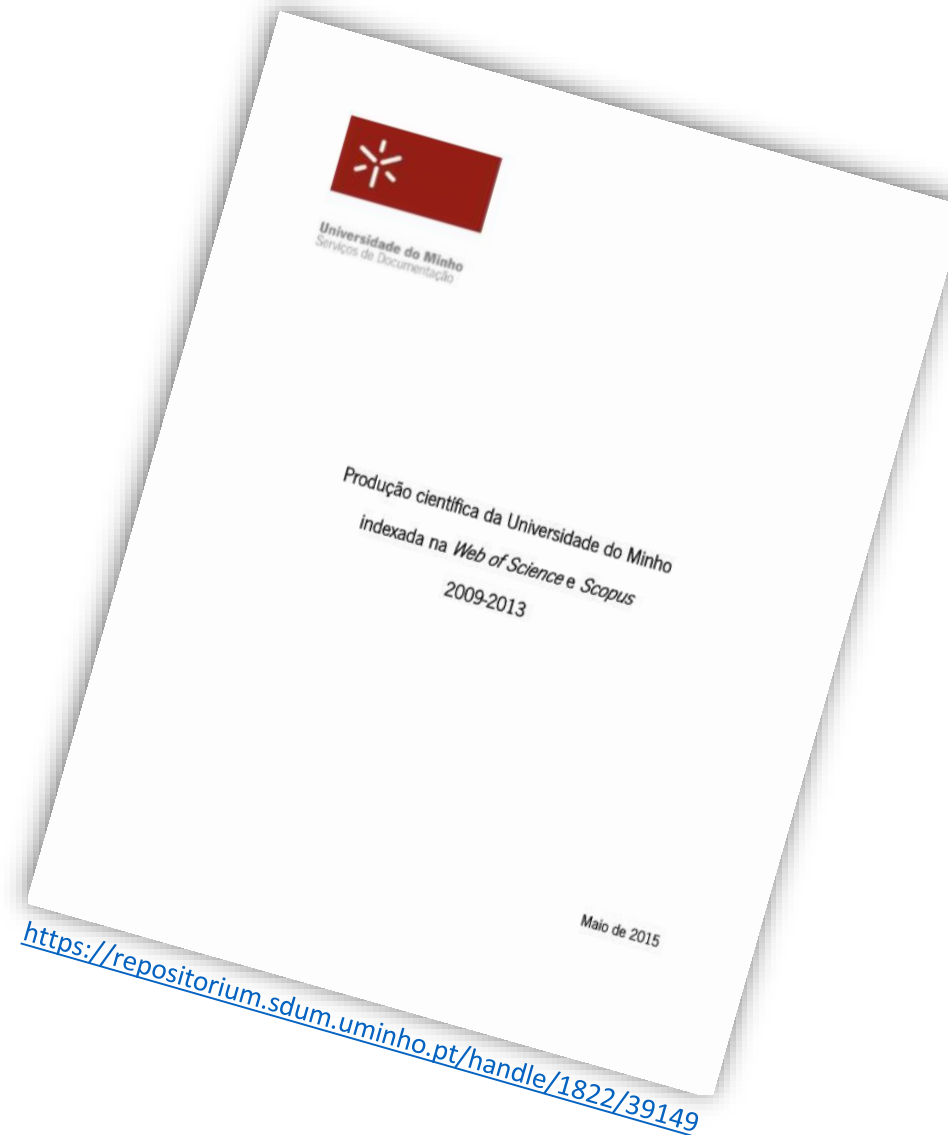 Universidade do Minho
Serviços de Documentação
Produção científica da Universidade do Minho
indexada na Web of Science e Scopus
2009-2013
Maio de 2015
https://repositorium.sdum.uminho.pt/handle/1822/39149